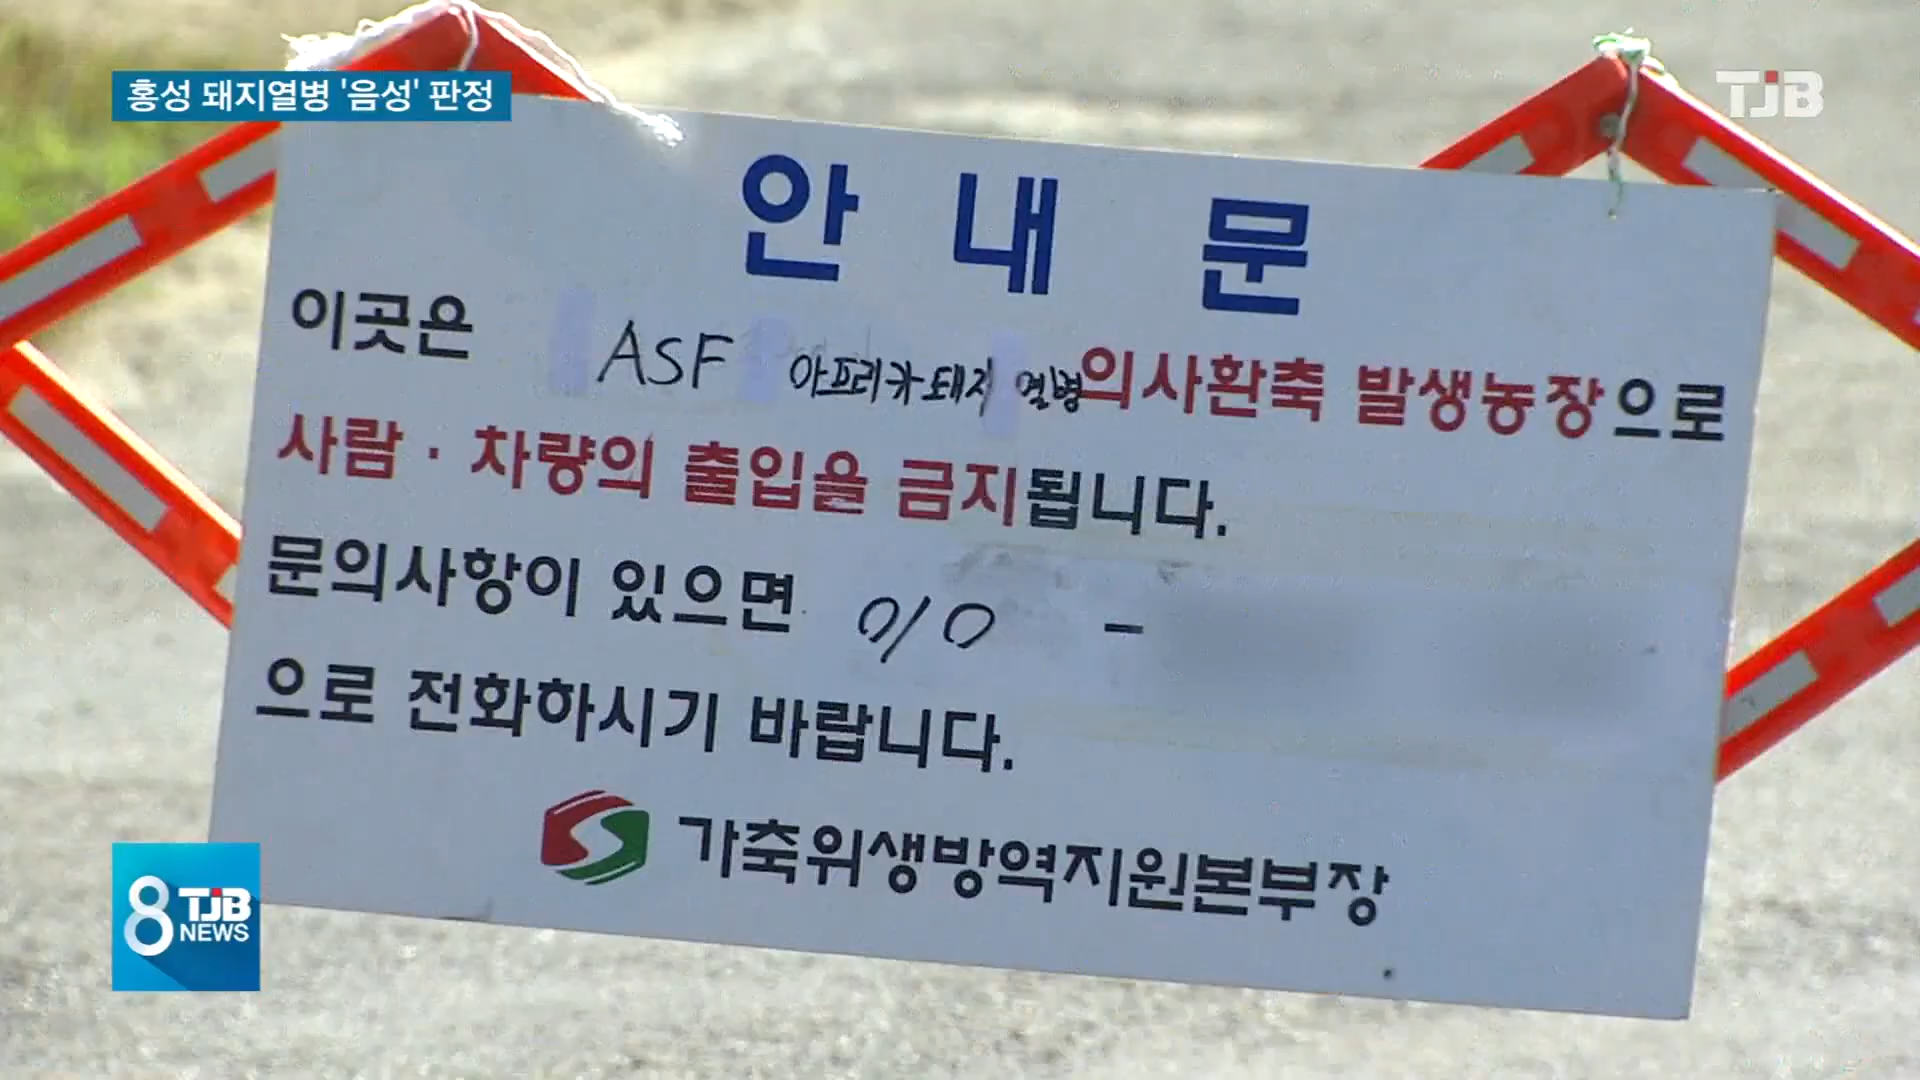 홍성 돼지열병 '음성' 판정
TJB
안내문
이곳은 ASF 아프리카돼지열병의사환축 발생농장으로
사람 · 차량의 출입을 금지됩니다.
문의사항이 있으면 010 -
으로 전화하시기 바랍니다.
가축위생방역지원본부장
8 TJB
NEWS